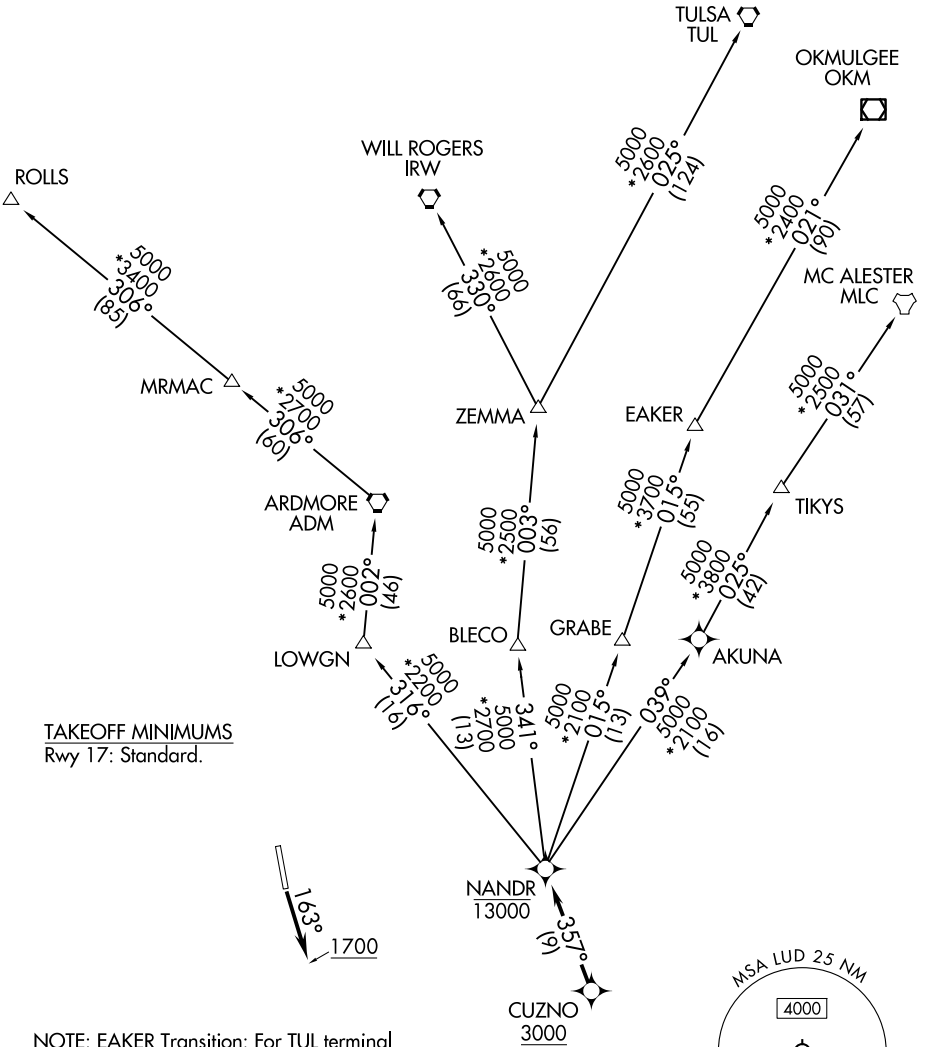 TULSA
TUL
OKMULGEE
OKM
WILL ROGERS
IRW
5000
*2600
025°
(124)
ROLLS
5000
*2400
021°
(90)
5000
*3400
306°
(85)
5000
*2600
330°
(66)
MC ALESTER
MLC
MRMAC
5000
*2700
306°
(60)
ZEMMA
EAKER
5000
*2500
031°
(57)
ARDMORE
ADM
5000
*2500
003°
(56)
5000
*3700
015°
(55)
TIKYS
5000
*2600
002°
(46)
5000
*3800
025°
(42)
LOWGN
BLECO
GRABE
AKUNA
5000
*2200
316°
(16)
341°
5000
*2700
(13)
5000
*2100
015°
(13)
039°
5000
*2100
(16)
TAKEOFF MINIMUMS
Rwy 17: Standard.
NANDR
13000
163°
1700
357°
(9)
CUZNO
3000
MSA LUD 25 NM
4000
NOTE: EAKER Transition: For TUL terminal